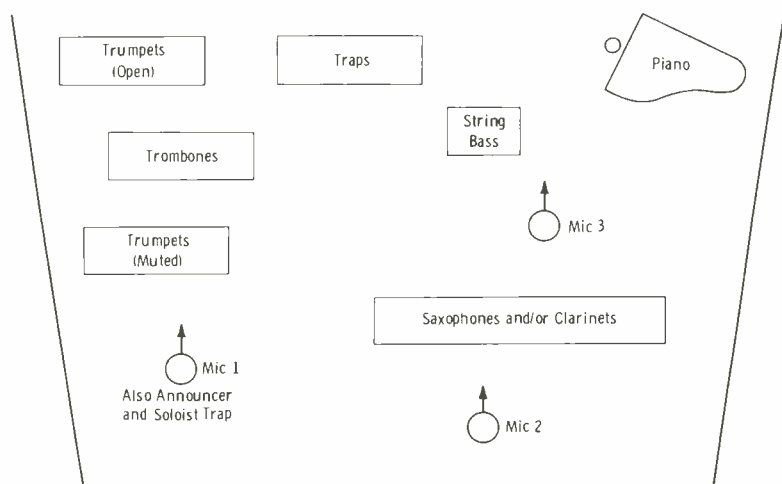 Trumpets
(Open)
Traps
Piano
String
Bass
Trombones
Trumpets
(Muted)
Mic 3
Saxophones and/or Clarinets
Mic 1
Also Announcer
and Soloist Trap
Mic 2